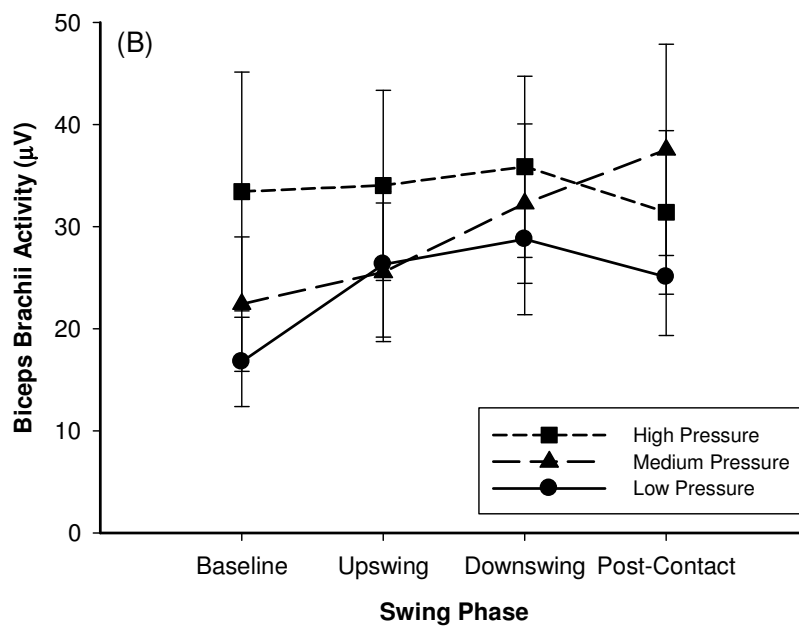 (B)
50
40
30
20
10
0
Biceps Brachii Activity (μV)
High Pressure
Medium Pressure
Low Pressure
Baseline Upswing Downswing Post-Contact
Swing Phase